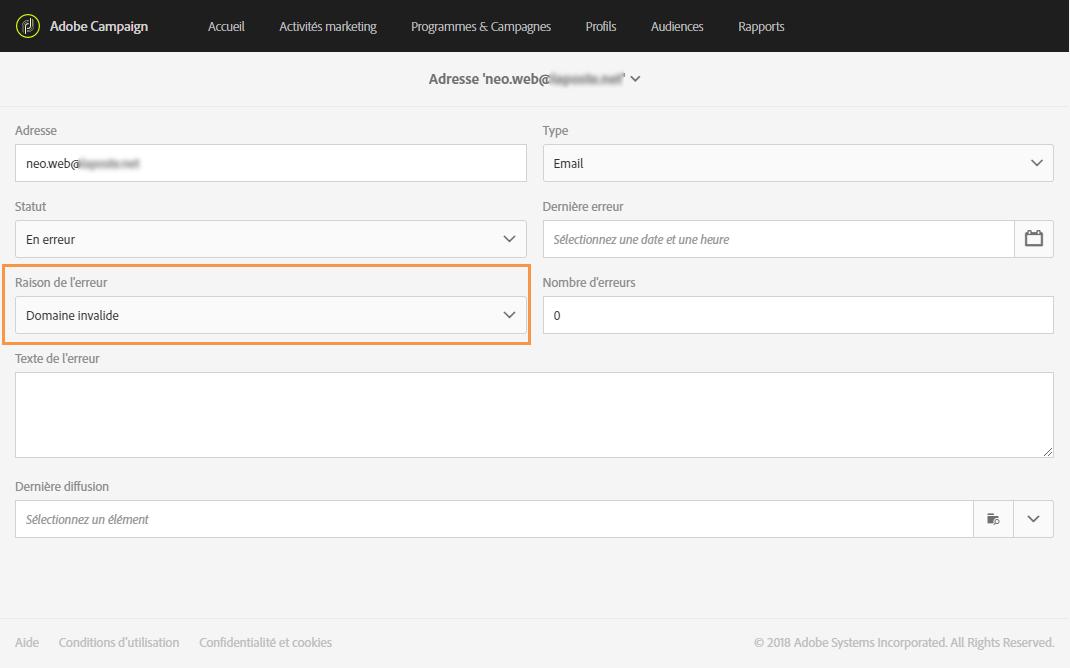 Adobe Campaign Accueil Activités marketing Programmes & Campagnes Profils Audiences Rapports
Adresse 'neo.web@
Adresse Type
neo.web@ Email
Statut Dernière erreur
En erreur Sélectionnez une date et une heure
Raison de l'erreur Nombre d'erreurs
Domaine invalide 0
Texte de l'erreur
Dernière diffusion
Sélectionnez un élément
Aide Conditions d'utilisation Confidentialité et cookies © 2018 Adobe Systems Incorporated. All Rights Reserved.